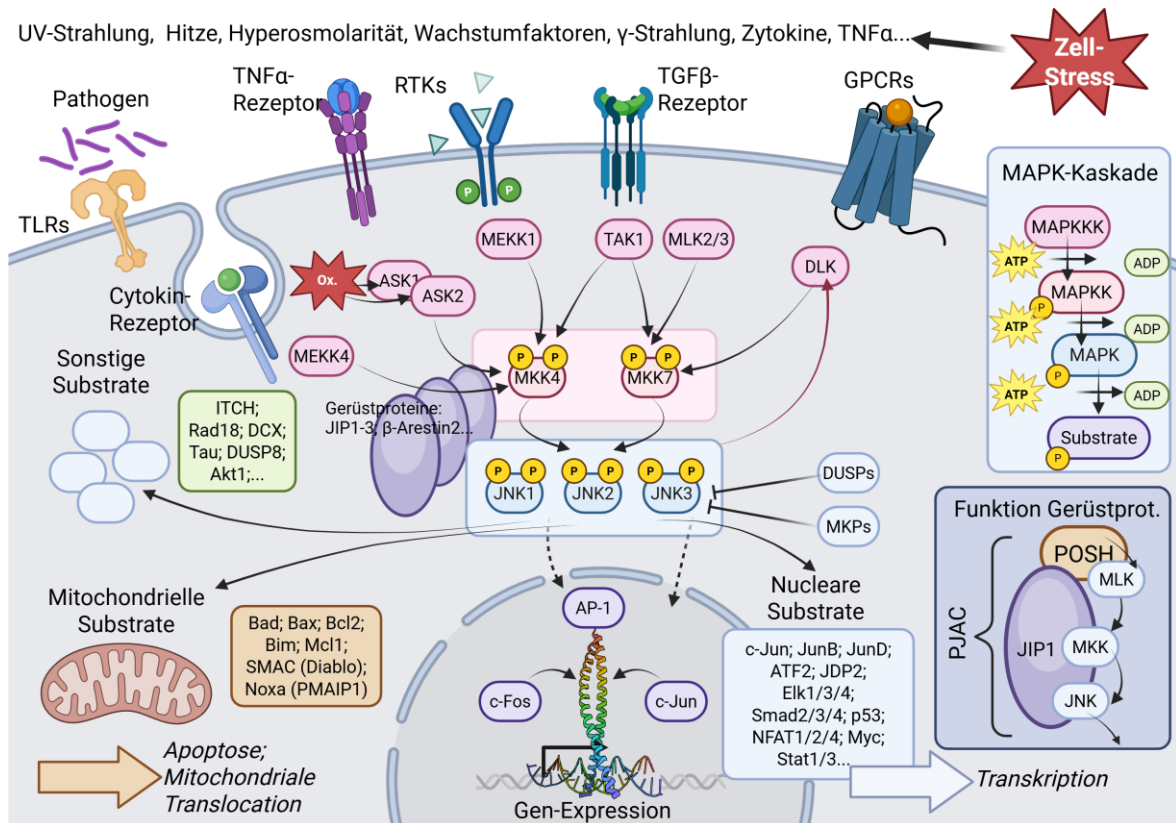 UV-Strahlung, Hitze, Hyperosmolarität, Wachstumfaktoren, γ-Strahlung, Zytokine, TNFα...
Zell-
Stress
Pathogen
TNFα-
Rezeptor
RTKs
TGFβ-
Rezeptor
GPCRs
TLRs
P
P
Cytokin-
Rezeptor
MEKK1
TAK1
MLK2/3
DLK
Ox.
ASK1
ASK2
MEKK4
P
P
MKK4
P
P
MKK7
Gerüstproteine:
JIP1-3; β-Arestin2...
P
P
JNK1
P
P
JNK2
P
P
JNK3
DUSPs
MKPs
Sonstige
Substrate
ITCH;
Rad18; DCX;
Tau; DUSP8;
Akt1;...
Mitochondrielle
Substrate
Bad; Bax; Bcl2;
Bim; Mcl1;
SMAC (Diablo);
Noxa (PMAIP1)
Apoptose;
Mitochondriale
Translocation
AP-1
c-Fos
c-Jun
Gen-Expression
Nucleare
Substrate
c-Jun; JunB; JunD;
ATF2; JDP2;
Elk1/3/4;
Smad2/3/4; p53;
NFAT1/2/4; Myc;
Stat1/3...
Transkription
MAPK-Kaskade
MAPKKK
ATP
ADP
P
MAPKK
ATP
ADP
MAPK
P
ATP
ADP
Substrate
P
Funktion Gerüstprot.
PJAC
POSH
MLK
JIP1
MKK
JNK